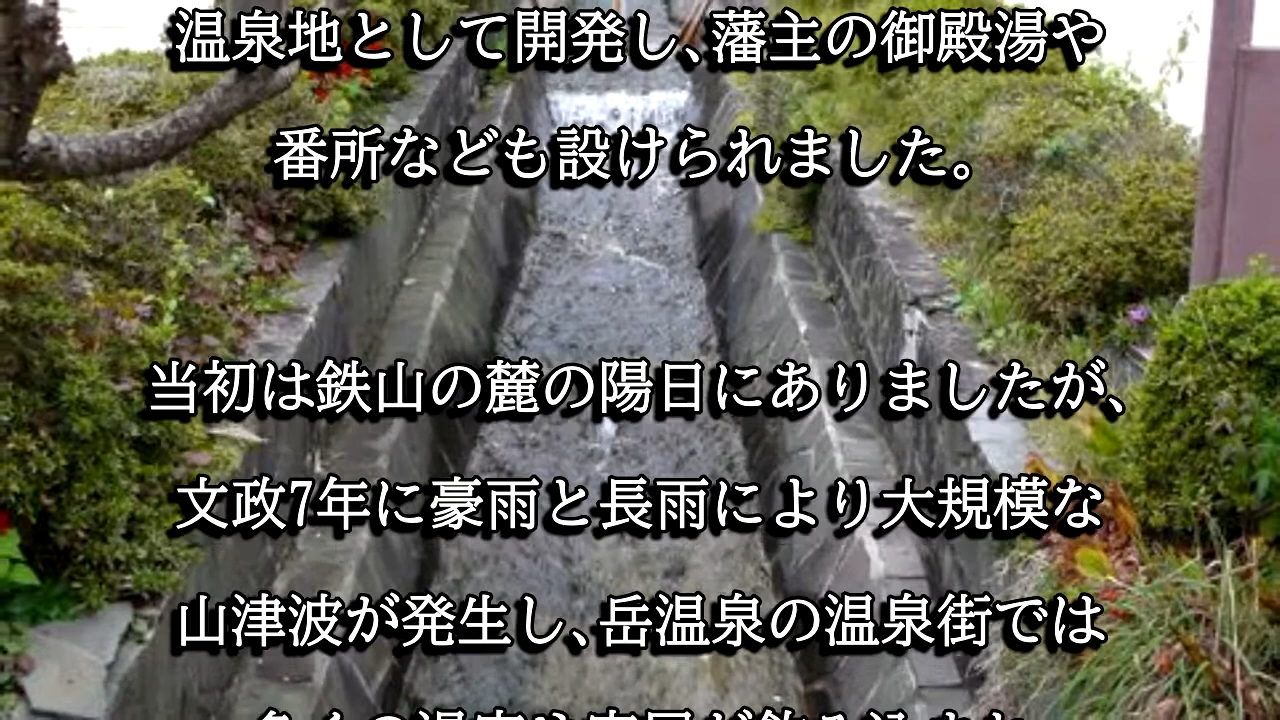 温泉地として開発し、藩主の御殿湯や
番所なども設けられました。
当初は鉄山の麓の陽日にありましたが、
文政7年に豪雨と長雨により大規模な
山津波が発生し、岳温泉の温泉街では